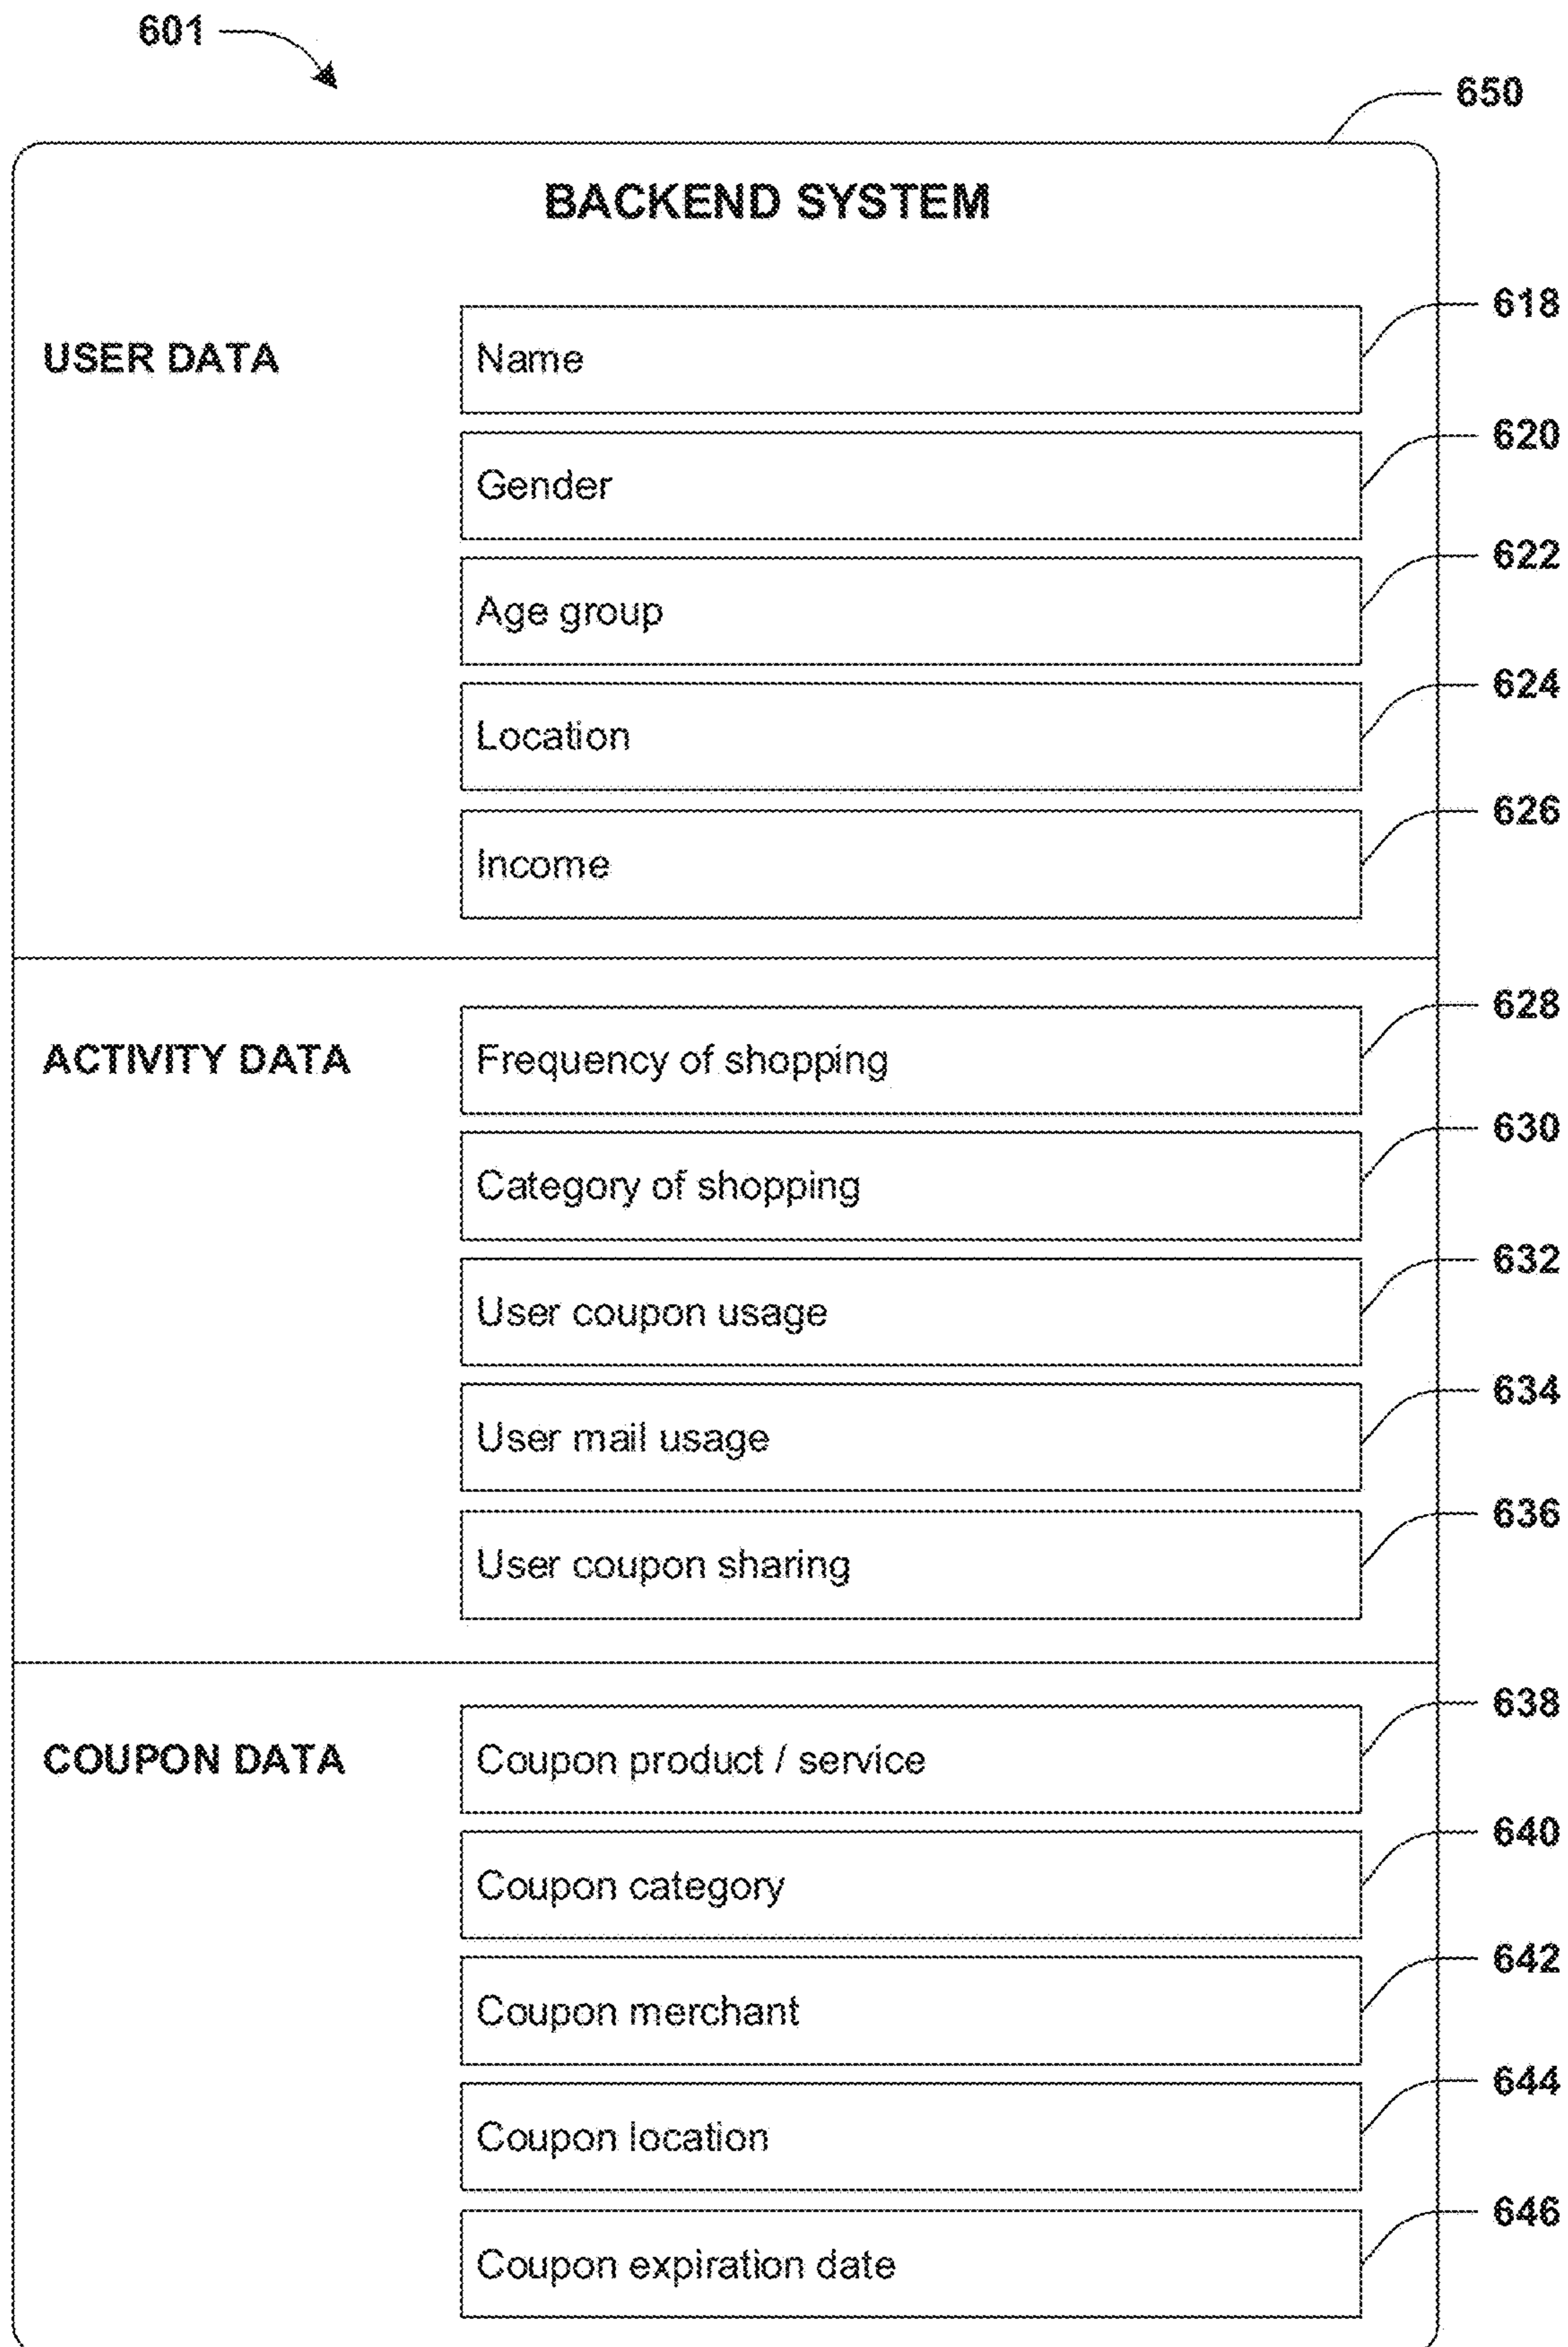 601
650
BACKEND SYSTEM
618
USER DATA
Name
620
Gender
622
Age group
624
Location
626
Income
628
ACTIVITY DATA
Frequency of shopping
630
Category of shopping
632
User coupon usage
634
User mail usage
636
User coupon sharing
638
COUPON DATA
Coupon product / service
640
Coupon category
642
Coupon merchant
644
Coupon location
646
Coupon expiration date